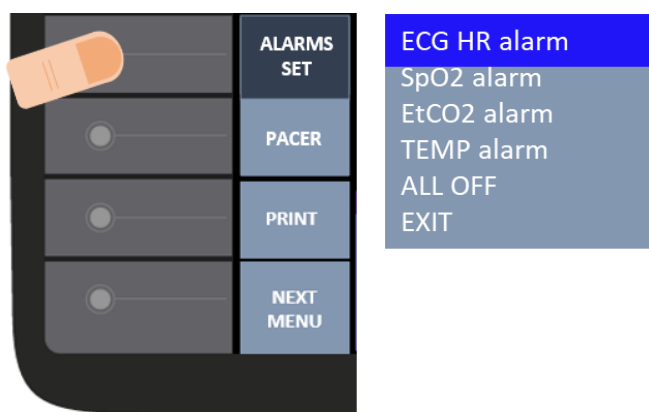 ALARMS
SET
PACER
PRINT
NEXT
MENU
ECG HR alarm
SpO2 alarm
EtCO2 alarm
TEMP alarm
ALL OFF
EXIT